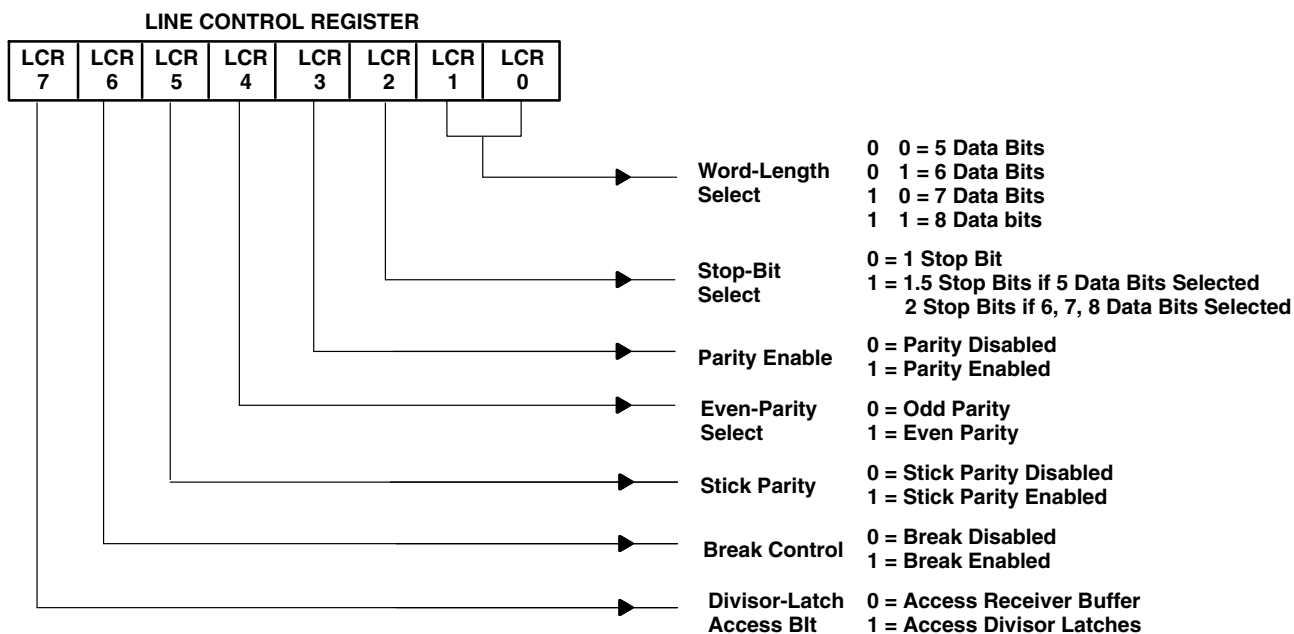 LINE CONTROL REGISTER
LCR LCR LCR LCR LCR LCR LCR LCR
7 6 5 4 3 2 1 0
Word-Length
Select
0 0 = 5 Data Bits
0 1 = 6 Data Bits
1 0 = 7 Data Bits
1 1 = 8 Data bits
Stop-Bit
Select
0 = 1 Stop Bit
1 = 1.5 Stop Bits if 5 Data Bits Selected
2 Stop Bits if 6, 7, 8 Data Bits Selected
Parity Enable
0 = Parity Disabled
1 = Parity Enabled
Even-Parity
Select
0 = Odd Parity
1 = Even Parity
Stick Parity
0 = Stick Parity Disabled
1 = Stick Parity Enabled
Break Control
0 = Break Disabled
1 = Break Enabled
Divisor-Latch
Access BIt
0 = Access Receiver Buffer
1 = Access Divisor Latches